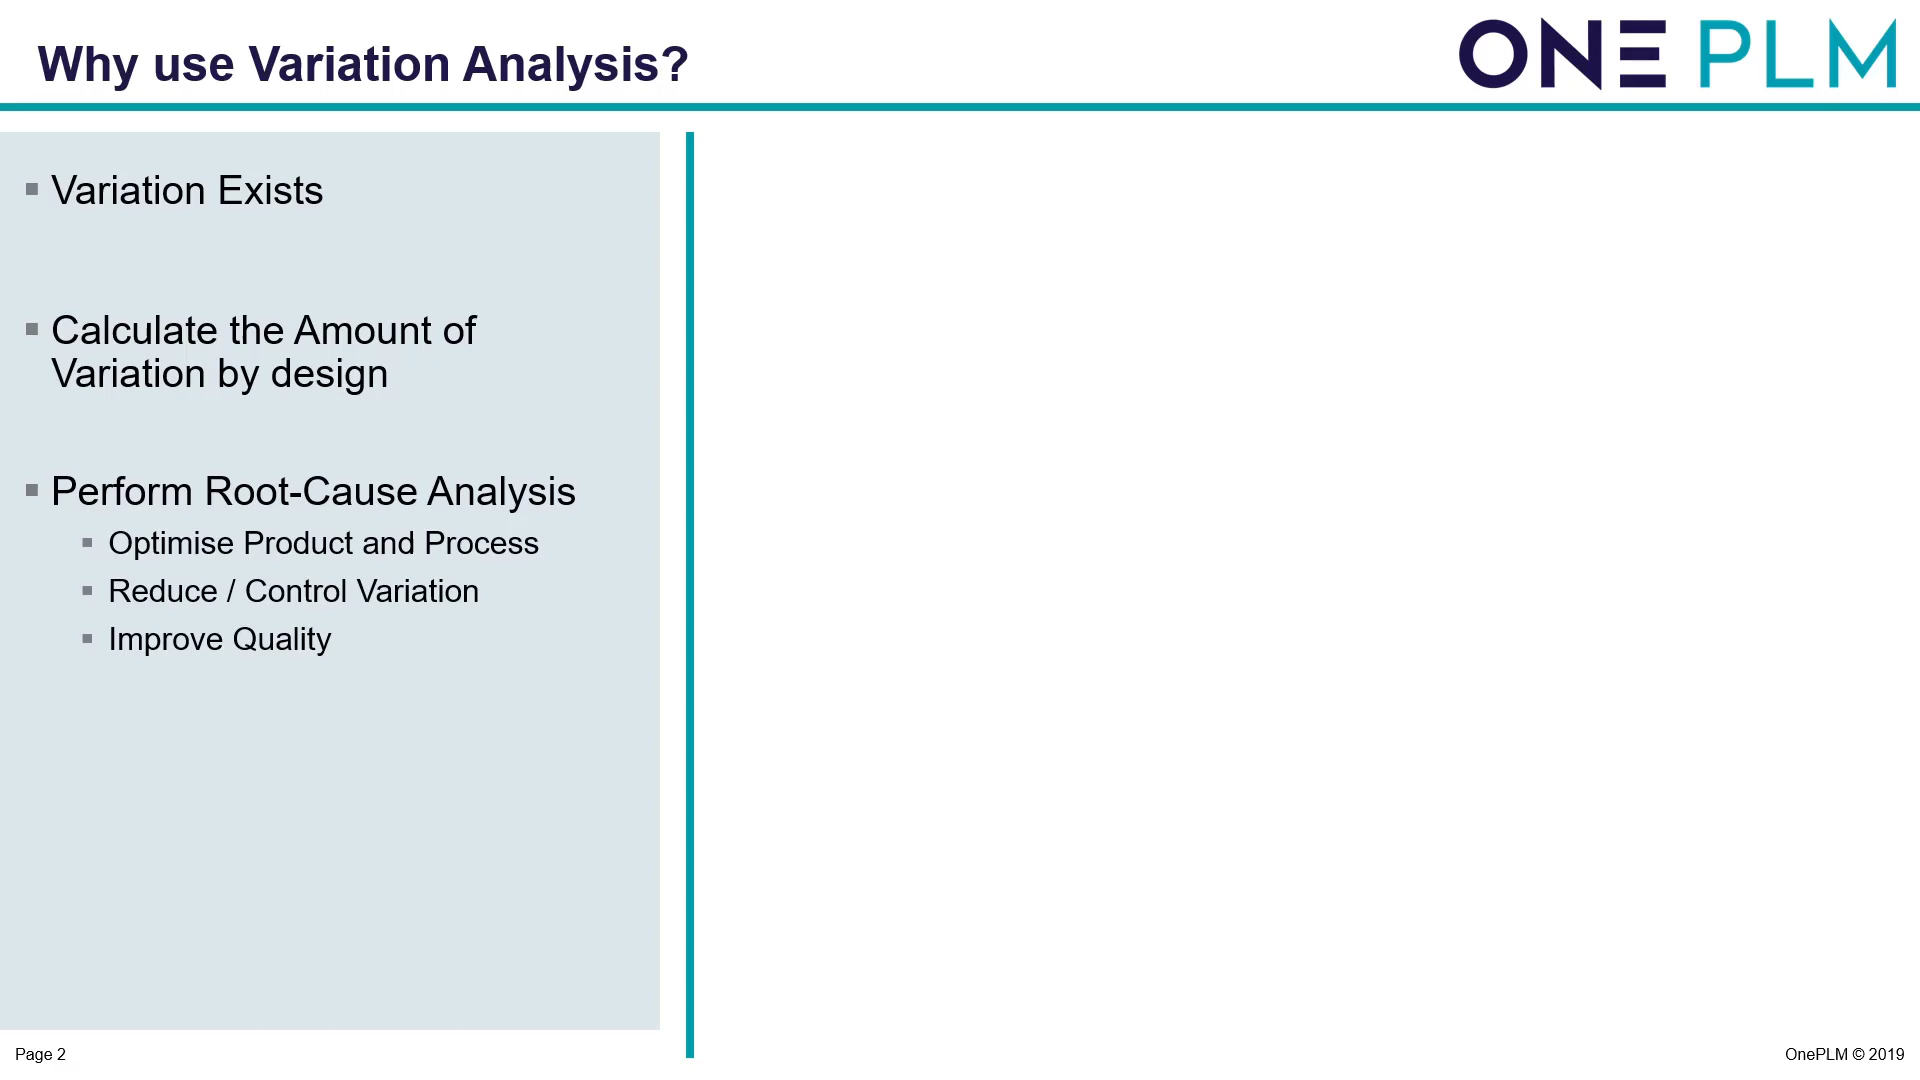 Why use Variation Analysis?
ONE PLM
Variation Exists
Calculate the Amount of
Variation by design
Perform Root-Cause Analysis
Optimise Product and Process
Reduce / Control Variation
Improve Quality
Page 2
OnePLM © 2019